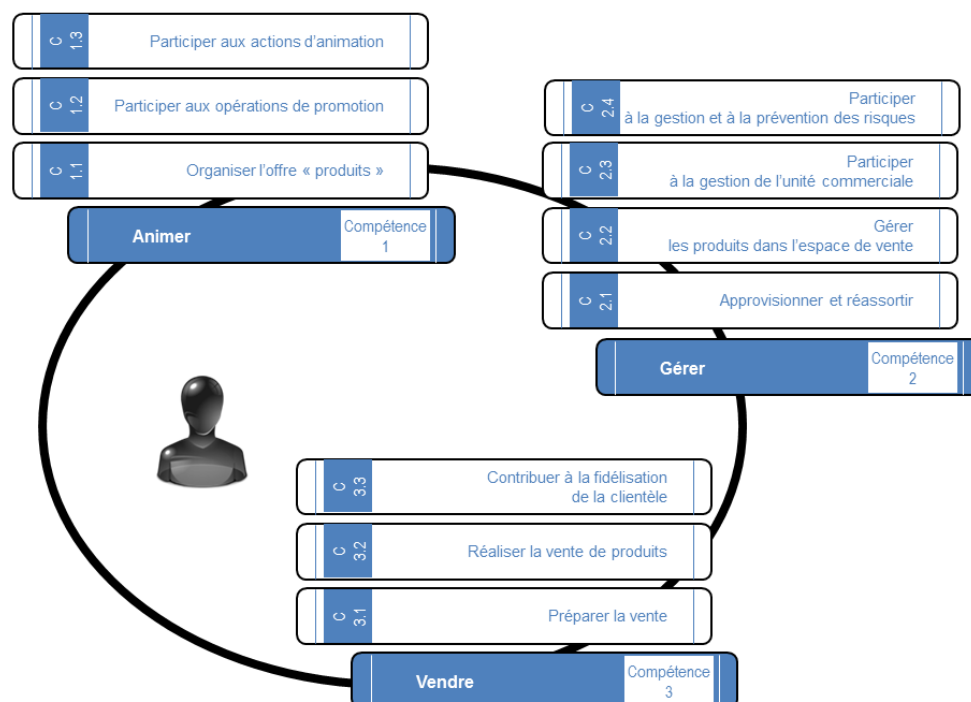 C 1.3
Participer aux actions d'animation
C 1.2
Participer aux opérations de promotion
C 1.1
Organiser l'offre « produits »
Animer
Compétence
1
C 2.4
Participer
à la gestion et à la prévention des risques
C 2.3
Participer
à la gestion de l'unité commerciale
C 2.2
Gérer
les produits dans l'espace de vente
C 2.1
Approvisionner et réassortir
Gérer
Compétence
2
C 3.3
Contribuer à la fidélisation
de la clientèle
C 3.2
Réaliser la vente de produits
C 3.1
Préparer la vente
Vendre
Compétence
3